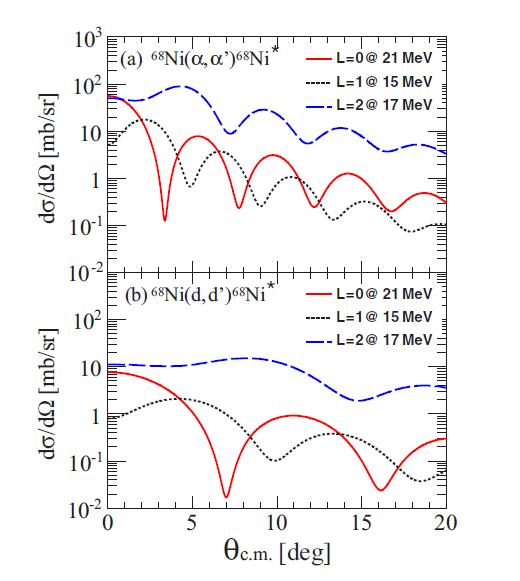 10³
(a) ⁶⁸Ni(α,α')⁶⁸Ni*
L=0@ 21 MeV
L=1@ 15 MeV
L=2@ 17 MeV
10²
10
1
10⁻¹
10⁻²
dσ/dΩ [mb/sr]
(b) ⁶⁸Ni(d,d')⁶⁸Ni*
L=0@ 21 MeV
L=1@ 15 MeV
L=2@ 17 MeV
10²
10
1
10⁻¹
10⁻²
dσ/dΩ [mb/sr]
0 5 10 15 20
Θc.m. [deg]